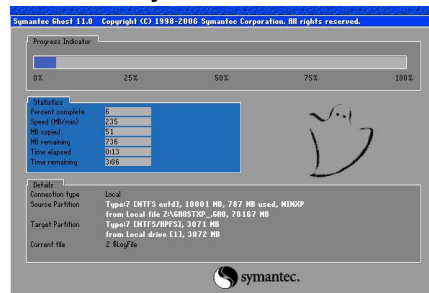 Symantec Ghost 11.0 Copyright (C) 1998-2006 Symantec Corporation. All rights reserved.
Progress Indicator
0% 25% 50% 75% 100%
Statistics
Percent complete 6
Speed (MB/min) 235
MB copied 51
MB remaining 736
Time elapsed 0:13
Time remaining 3:06
Details
Connection type Local
Source Partition Type:7 [NTFS extd], 10001 MB, 787 MB used, MINXP
from Local file Z:\GHOSTXP_.GHO, 78167 MB
Target Partition Type:7 [NTFS/HPFS], 3071 MB
from Local drive [1], 3072 MB
Current file 2 $LogFile
symantec.